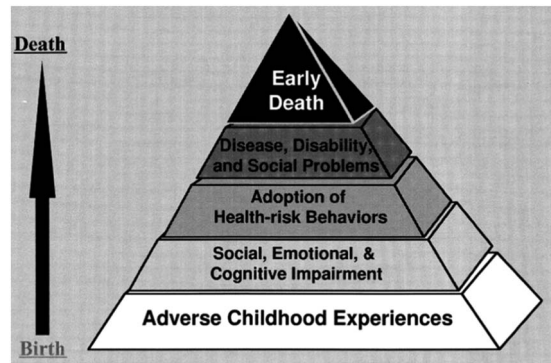 Death
Early
Death
Disease, Disability,
and Social Problems
Adoption of
Health-risk Behaviors
Social, Emotional, &
Cognitive Impairment
Adverse Childhood Experiences
Birth